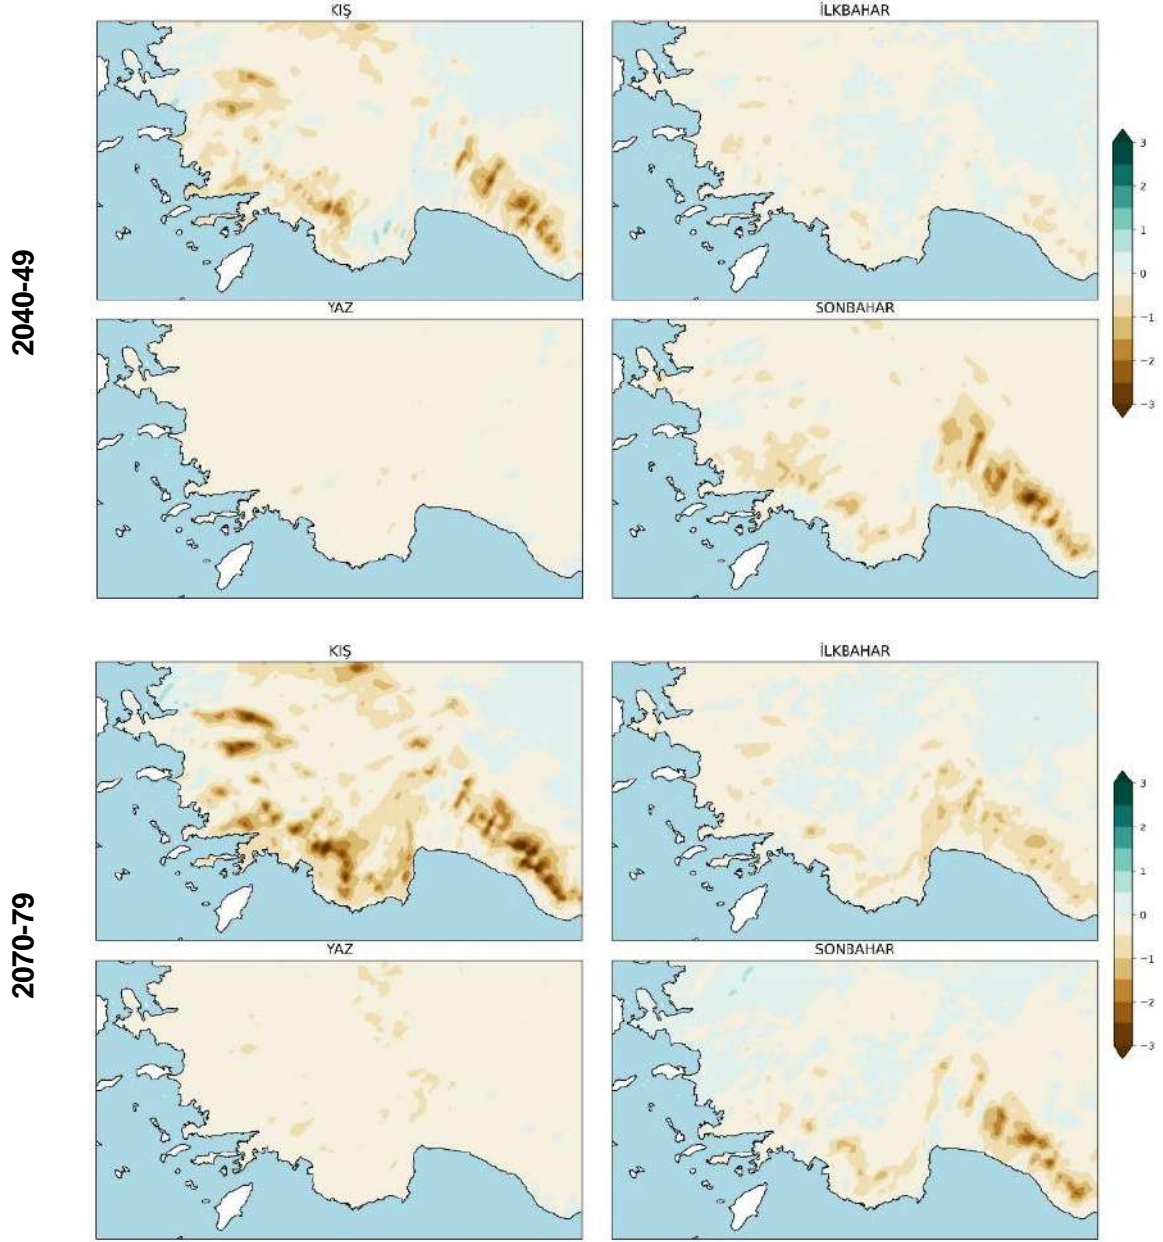 KIŞ
İLKBAHAR
2040-49
YAZ
SONBAHAR
3
2
1
0
−1
−2
−3
KIŞ
İLKBAHAR
2070-79
YAZ
SONBAHAR
3
2
1
0
−1
−2
−3